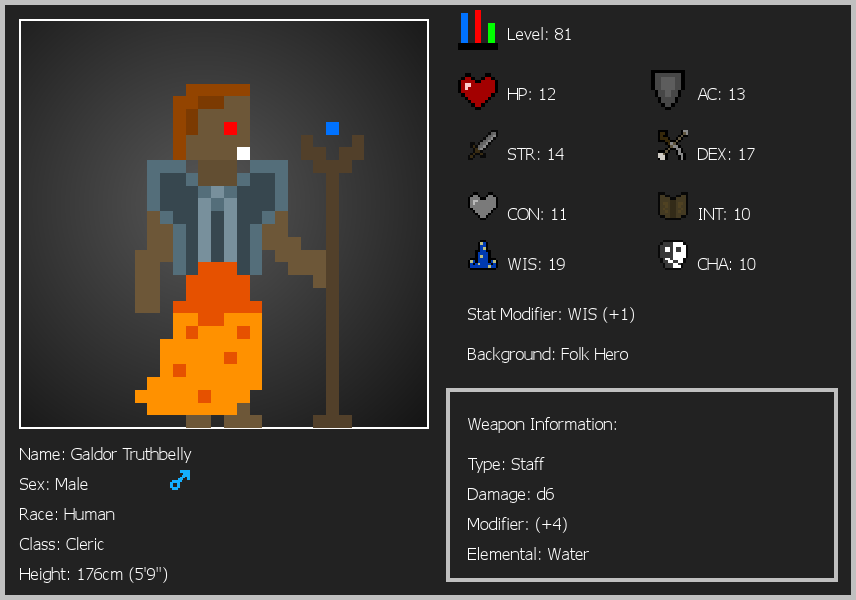 Level: 81
HP: 12
AC: 13
STR: 14
DEX: 17
CON: 11
INT: 10
WIS: 19
CHA: 10
Stat Modifier: WIS (+1)
Background: Folk Hero
Weapon Information:
Type: Staff
Damage: d6
Modifier: (+4)
Elemental: Water
Name: Galdor Truthbelly
Sex: Male
Race: Human
Class: Cleric
Height: 176cm (5'9")